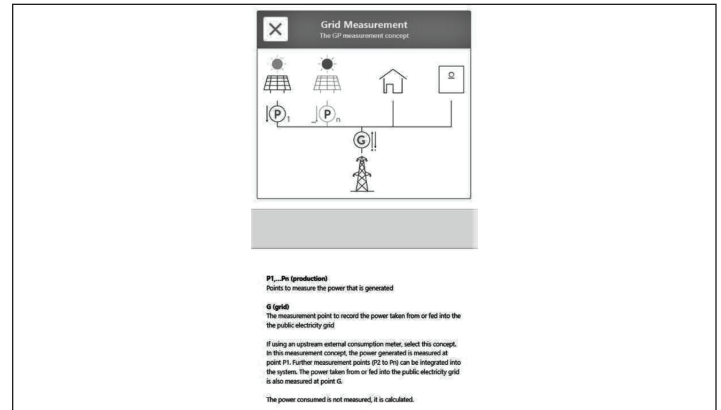 Grid Measurement
The GP measurement concept
P1
Pn
G
P1,...Pn (production)
Points to measure the power that is generated
G (grid)
The measurement point to record the power taken from or fed into the
the public electricity grid
If using an upstream external consumption meter, select this concept.
In this measurement concept, the power generated is measured at
point P1. Further measurement points (P2 to Pn) can be integrated into
the system. The power taken from or fed into the public electricity grid
is also measured at point G.
The power consumed is not measured, it is calculated.